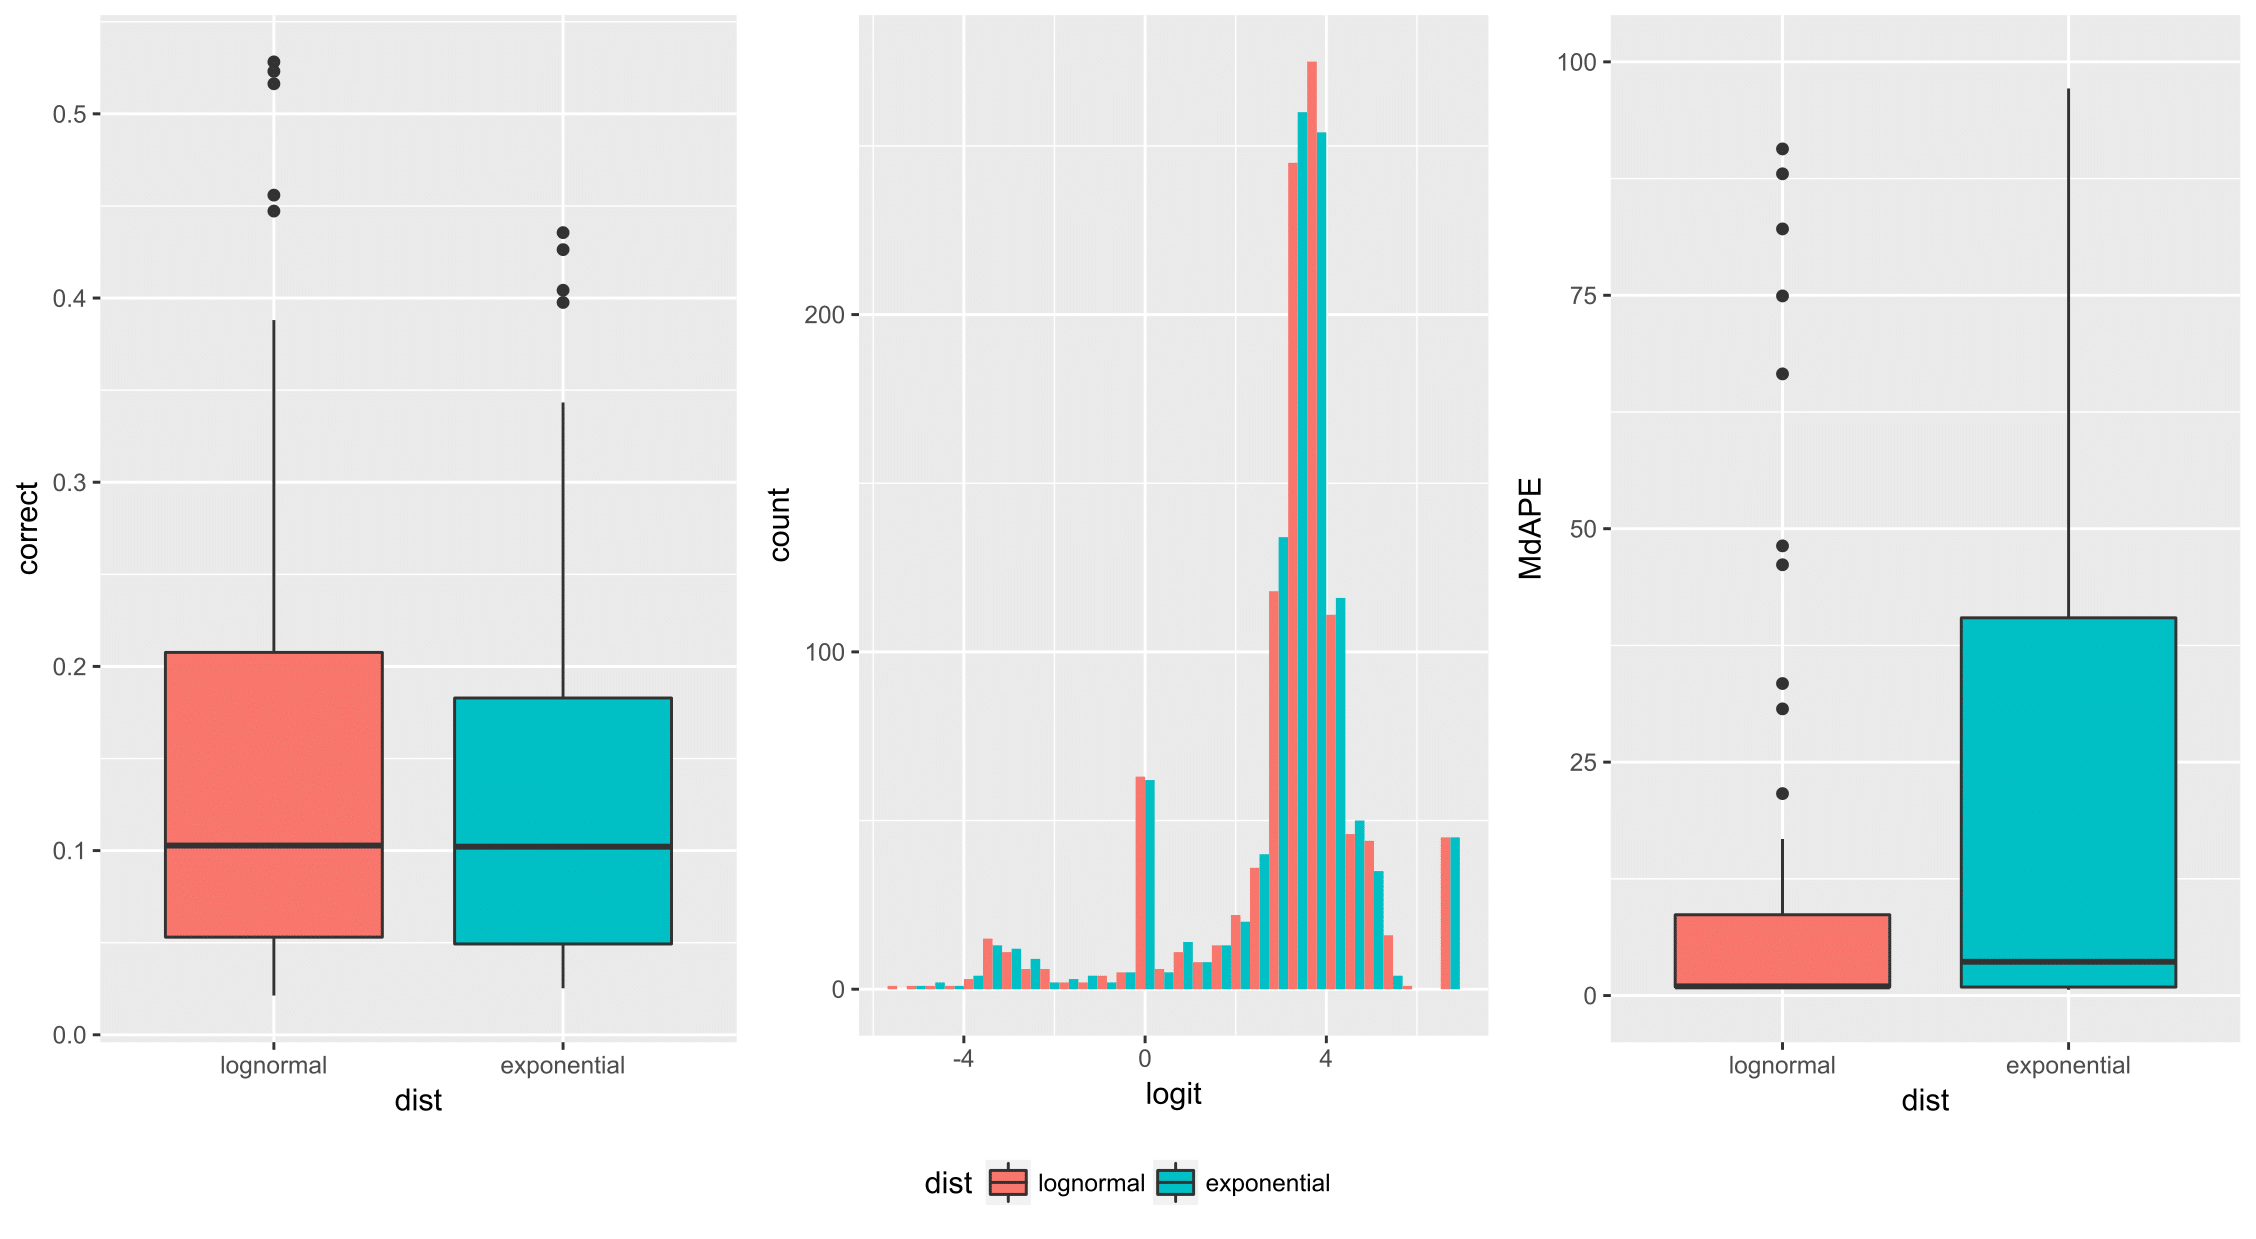 correct
0.5
0.4
0.3
0.2
0.1
0.0
lognormal exponential
dist
count
200
100
0
-4 0 4
logit
MdAPE
100
75
50
25
0
lognormal exponential
dist
dist lognormal exponential